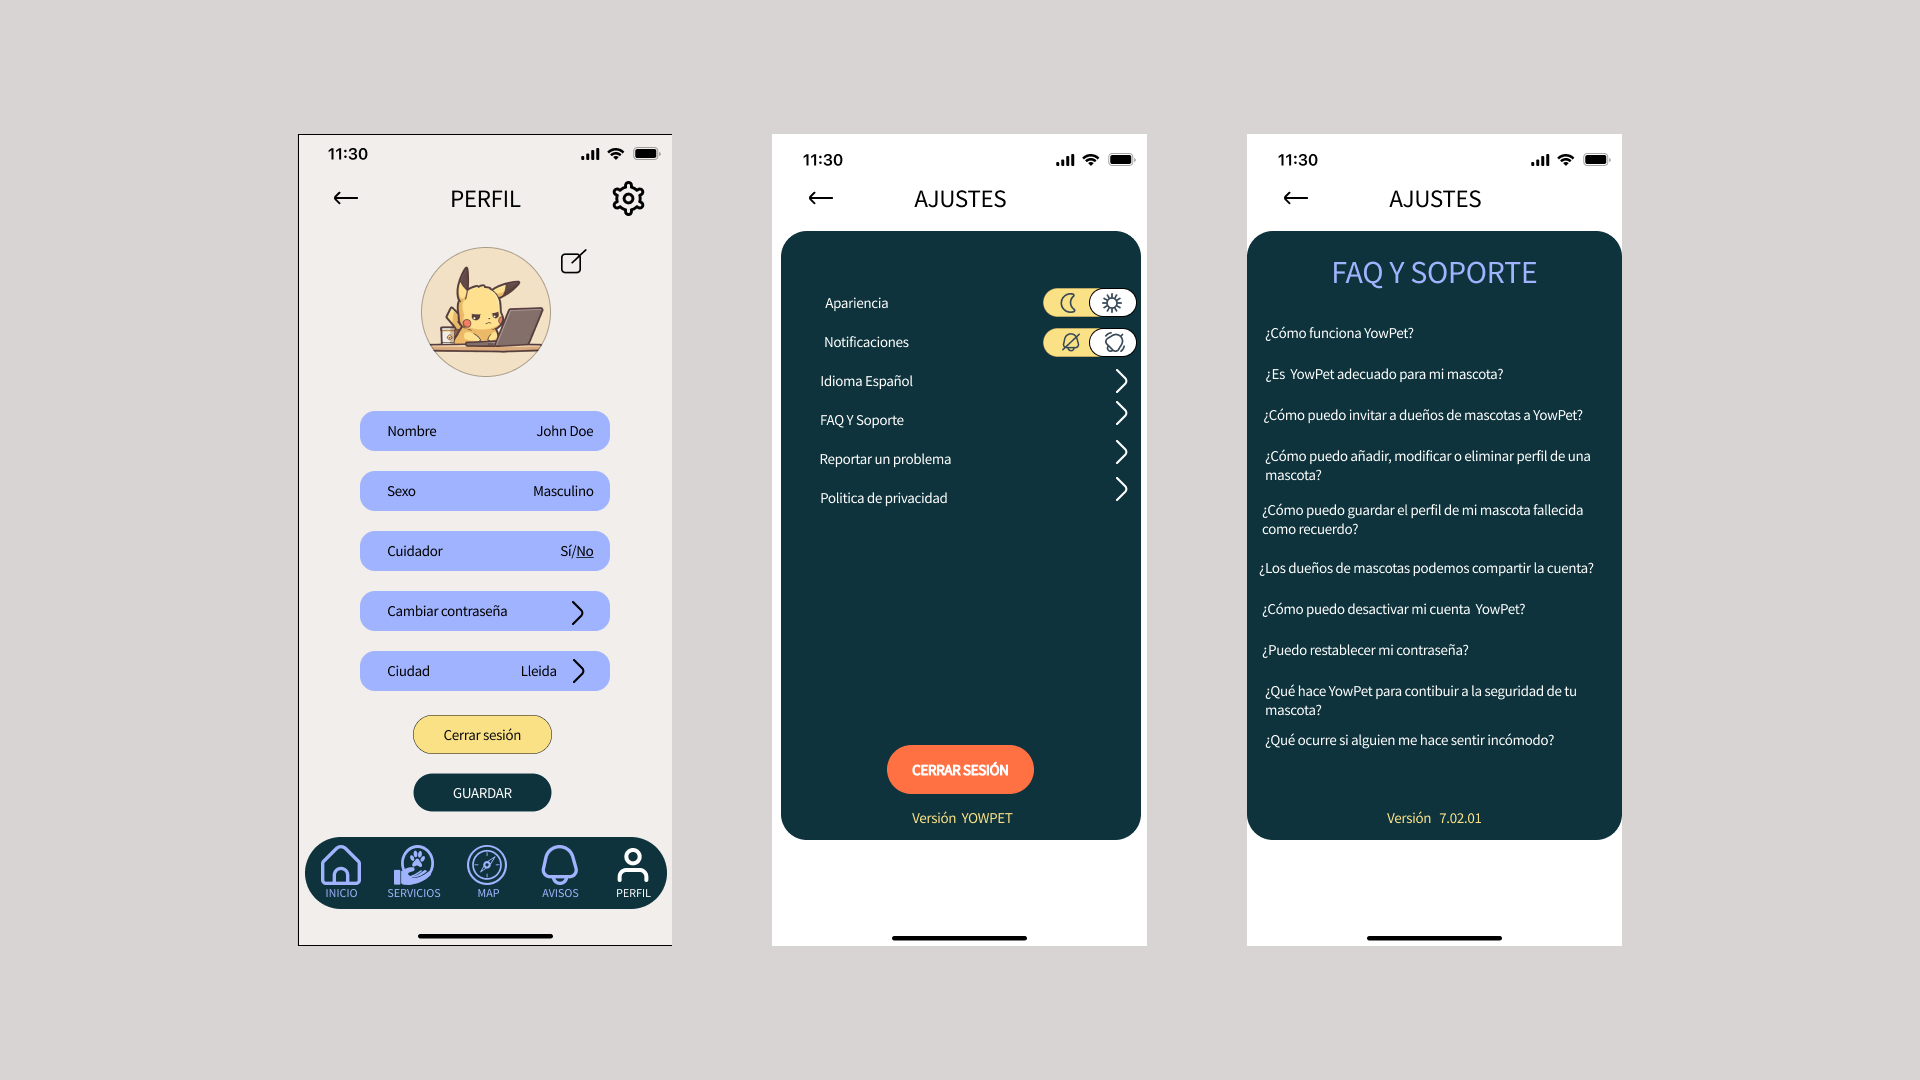 11:30
PERFIL
Nombre John Doe
Sexo Masculino
Cuidador Sí/No
Cambiar contraseña
Ciudad Lleida
Cerrar sesión
GUARDAR
INICIO SERVICIOS MAP AVISOS PERFIL
11:30
AJUSTES
Apariencia
Notificaciones
Idioma Español
FAQ Y Soporte
Reportar un problema
Politica de privacidad
CERRAR SESIÓN
Versión YOWPET
11:30
AJUSTES
FAQ Y SOPORTE
¿Cómo funciona YowPet?
¿Es YowPet adecuado para mi mascota?
¿Cómo puedo invitar a dueños de mascotas a YowPet?
¿Cómo puedo añadir, modificar o eliminar perfil de una
mascota?
¿Cómo puedo guardar el perfil de mi mascota fallecida
como recuerdo?
¿Los dueños de mascotas podemos compartir la cuenta?
¿Cómo puedo desactivar mi cuenta YowPet?
¿Puedo restablecer mi contraseña?
¿Qué hace YowPet para contibuir a la seguridad de tu
mascota?
¿Qué ocurre si alguien me hace sentir incómodo?
Versión 7.02.01